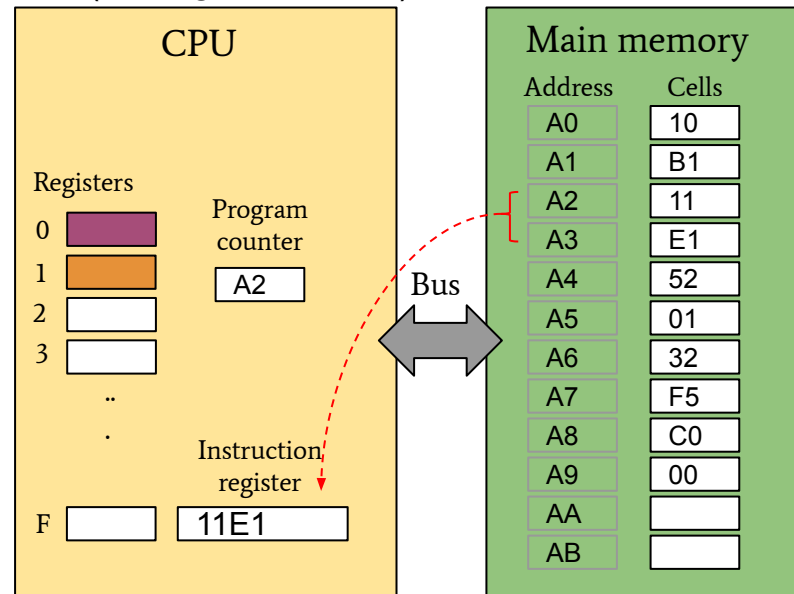 CPU
Registers
0
1
2
3
..
.
F
Program
counter
A2
Instruction
register
11E1
Bus
Main memory
Address Cells
A0 10
A1 B1
A2 11
A3 E1
A4 52
A5 01
A6 32
A7 F5
A8 C0
A9 00
AA
AB